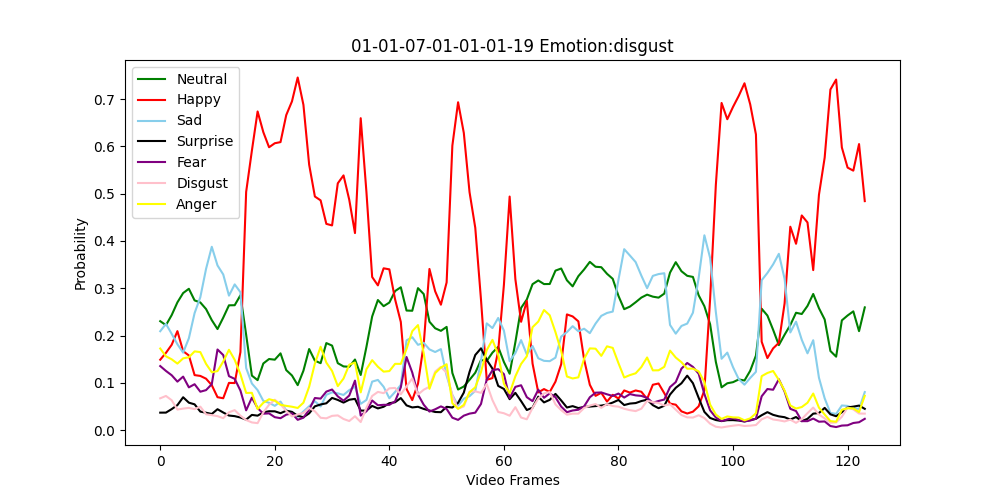 01-01-07-01-01-01-19 Emotion:disgust
Neutral
Happy
Sad
Surprise
Fear
Disgust
Anger
Probability
0.7
0.6
0.5
0.4
0.3
0.2
0.1
0.0
0 20 40 60 80 100 120
Video Frames